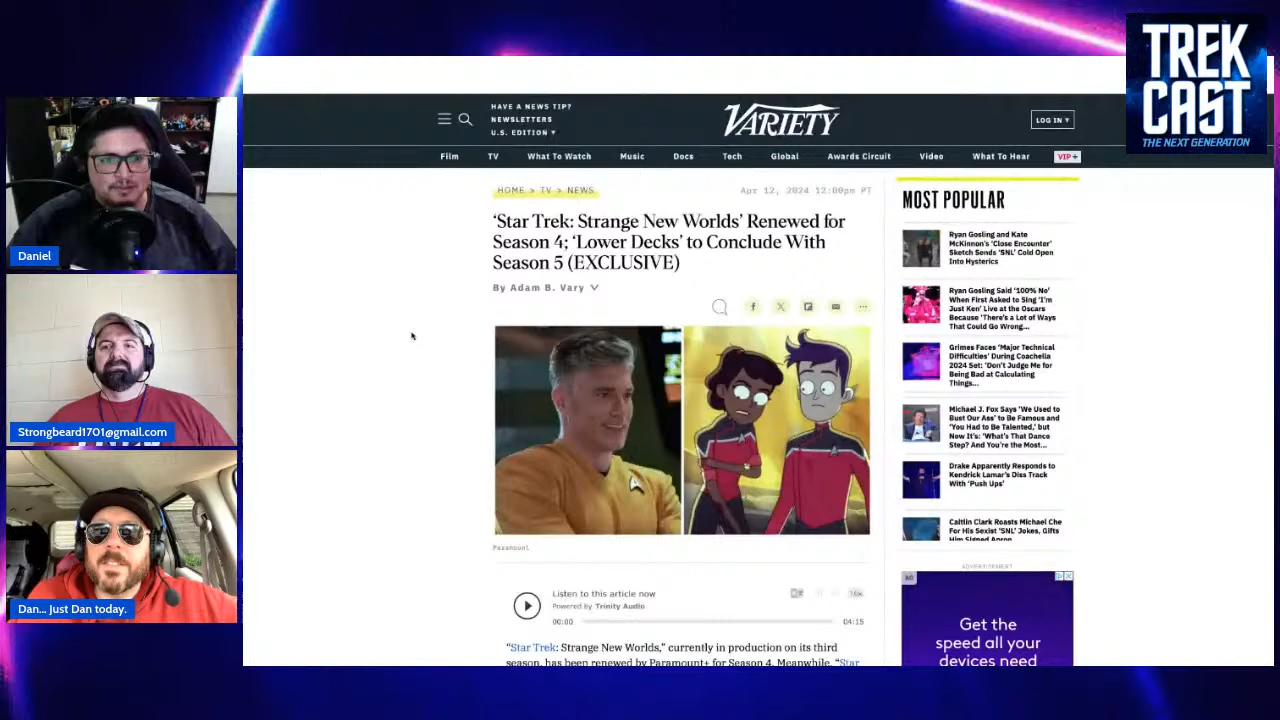 TREK
CAST
THE NEXT GENERATION
Daniel
Strongbeard1701@gmail.com
Dan... Just Dan today.
HAVE A NEWS TIP?
NEWSLETTERS
U.S. EDITION
VARIETY
LOG IN
Film TV What To Watch Music Docs Tech Global Awards Circuit Video What To Hear VIP+
HOME > TV > NEWS
Apr 12, 2024 12:00pm PT
‘Star Trek: Strange New Worlds’ Renewed for
Season 4; ‘Lower Decks’ to Conclude With
Season 5 (EXCLUSIVE)
By Adam B. Vary
Paramount
Listen to this article now
Powered by Trinity Audio
00:00
04:15
1.0x
“Star Trek: Strange New Worlds,” currently in production on its third
season, has been renewed by Paramount+ for Season 4. Meanwhile, “Star
MOST POPULAR
Ryan Gosling and Kate
McKinnon's 'Close Encounter'
Sketch Sends 'SNL' Cold Open
Into Hysterics
Ryan Gosling Said '100% No'
When First Asked to Sing 'I'm
Just Ken' Live at the Oscars
Because 'There's a Lot of Ways
That Could Go Wrong...
Grimes Faces 'Major Technical
Difficulties' During Coachella
2024 Set: 'Don't Judge Me for
Being Bad at Calculating
Things...
Michael J. Fox Says 'We Used to
Bust Our Ass' to Be Famous and
'You Had to Be Talented,' but
Now It's: 'What's That Dance
Step? And You're the Most...
Drake Apparently Responds to
Kendrick Lamar's Diss Track
With 'Push Ups'
Caitlin Clark Roasts Michael Che
For His Sexist 'SNL' Jokes, Gifts
Him Signed Apron
ADVERTISEMENT
AD
Get the
speed all your
devices need